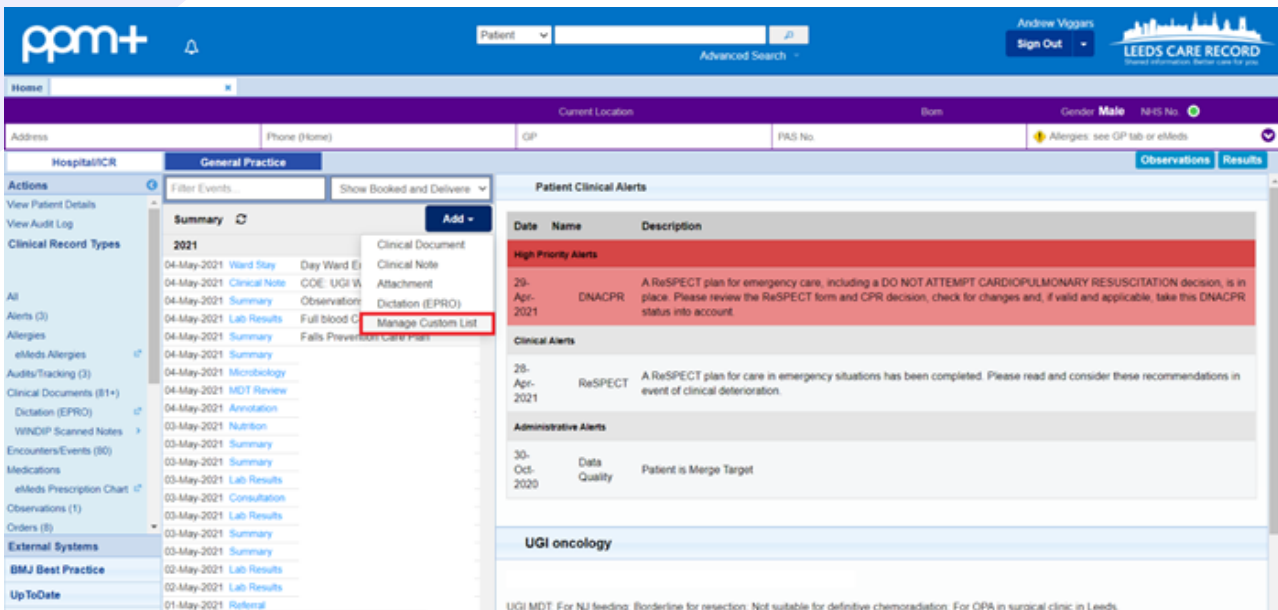 ppm+
Patient
Advanced Search
Andrew Viggars
Sign Out
LEEDS CARE RECORD
Shared information. Better care for you.
Home
Current Location
Born
Gender Male
NHS No.
Address
Phone (Home)
GP
PAS No.
Allergies: see GP tab or eMeds
Hospital/ICR
General Practice
Observations
Results
Actions
View Patient Details
View Audit Log
Clinical Record Types
All
Alerts (3)
Allergies
eMeds Allergies
Audits/Tracking (3)
Clinical Documents (81+)
Dictation (EPRO)
WINDIP Scanned Notes
Encounters/Events (80)
Medications
eMeds Prescription Chart
Observations (1)
Orders (8)
External Systems
BMJ Best Practice
UpToDate
Filter Events...
Show Booked and Delivere
Summary
Add
Clinical Document
Clinical Note
Attachment
Dictation (EPRO)
Manage Custom List
2021
04-May-2021 Ward Stay Day Ward E
04-May-2021 Clinical Note COE: UGI W
04-May-2021 Summary Observation
04-May-2021 Lab Results Full blood C
04-May-2021 Summary Falls Prevention Care Plan
04-May-2021 Summary
04-May-2021 Microbiology
04-May-2021 MDT Review
04-May-2021 Annotation
03-May-2021 Nutrition
03-May-2021 Summary
03-May-2021 Summary
03-May-2021 Lab Results
03-May-2021 Consultation
03-May-2021 Lab Results
03-May-2021 Summary
03-May-2021 Summary
02-May-2021 Lab Results
02-May-2021 Lab Results
01-May-2021 Referral
Patient Clinical Alerts
Date Name Description
High Priority Alerts
29-
Apr-
2021
DNACPR
A ReSPECT plan for emergency care, including a DO NOT ATTEMPT CARDIOPULMONARY RESUSCITATION decision, is in
place. Please review the ReSPECT form and CPR decision, check for changes and, if valid and applicable, take this DNACPR
status into account.
Clinical Alerts
28-
Apr-
2021
ReSPECT
A ReSPECT plan for care in emergency situations has been completed. Please read and consider these recommendations in
event of clinical deterioration.
Administrative Alerts
30-
Oct-
2020
Data
Quality
Patient is Merge Target
UGI oncology
UGI MDT: For NJ feeding: Borderline for resection: Not suitable for definitive chemoradiation: For OPA in surgical clinic in Leeds.